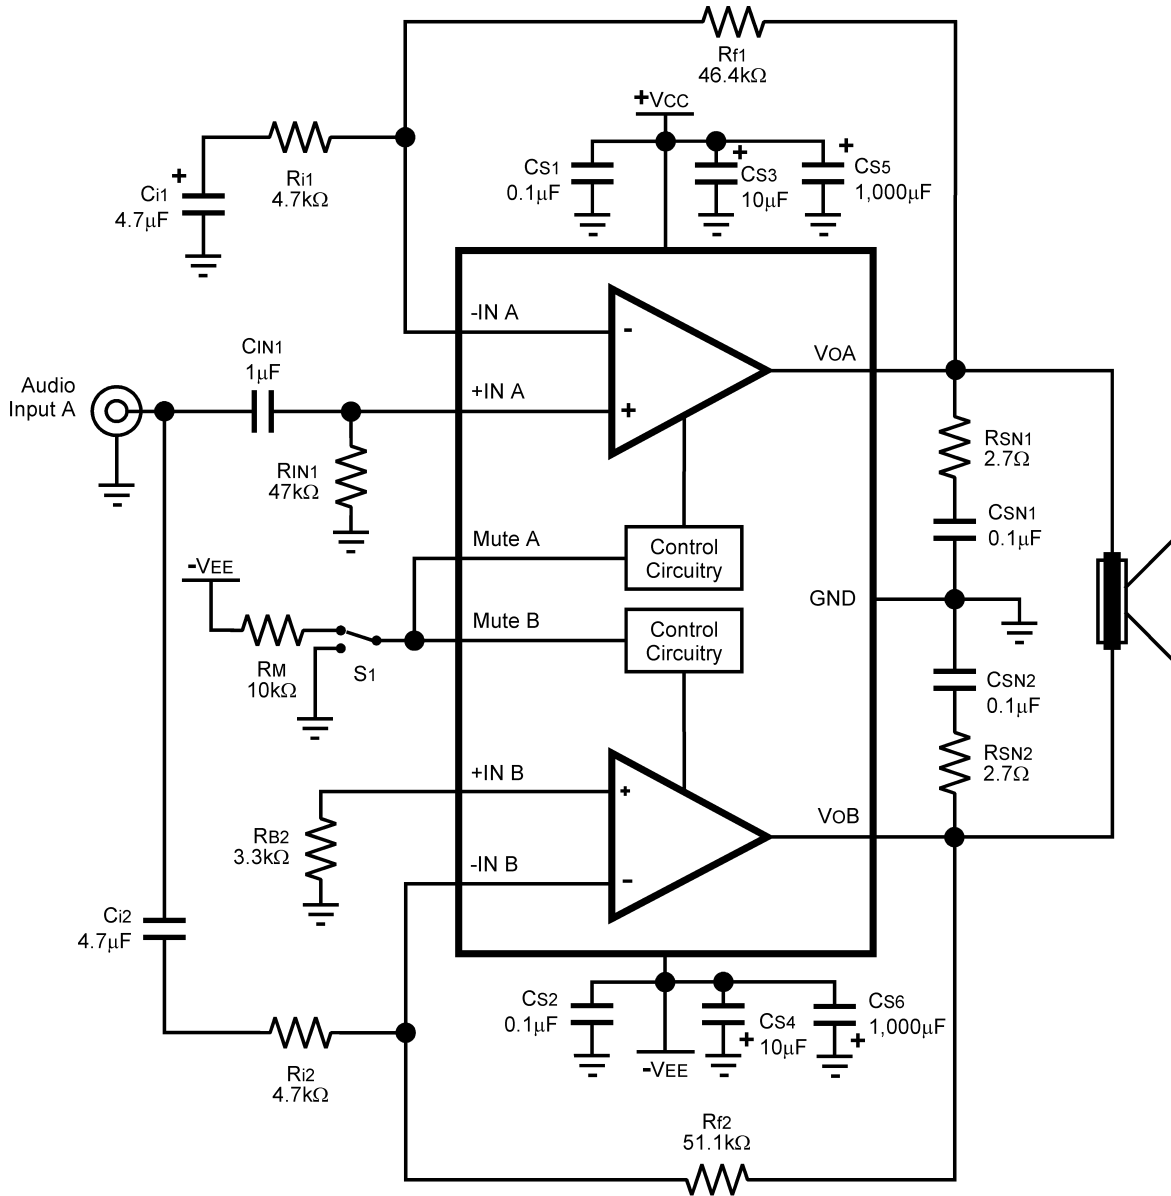 Rf1
46.4kΩ
+VCC
CS1
0.1µF
+
CS3
10µF
+
CS5
1,000µF
+
Ci1
4.7µF
Ri1
4.7kΩ
-IN A
-
VOA
CIN1
1µF
Audio
Input A
+IN A
+
RIN1
47kΩ
RSN1
2.7Ω
CSN1
0.1µF
Mute A
Control
Circuitry
-VEE
GND
Mute B
Control
Circuitry
RM
10kΩ
S1
CSN2
0.1µF
RSN2
2.7Ω
+IN B
+
VOB
RB2
3.3kΩ
-IN B
-
Ci2
4.7µF
CS2
0.1µF
CS4
10µF
+
CS6
1,000µF
+
-VEE
Ri2
4.7kΩ
Rf2
51.1kΩ